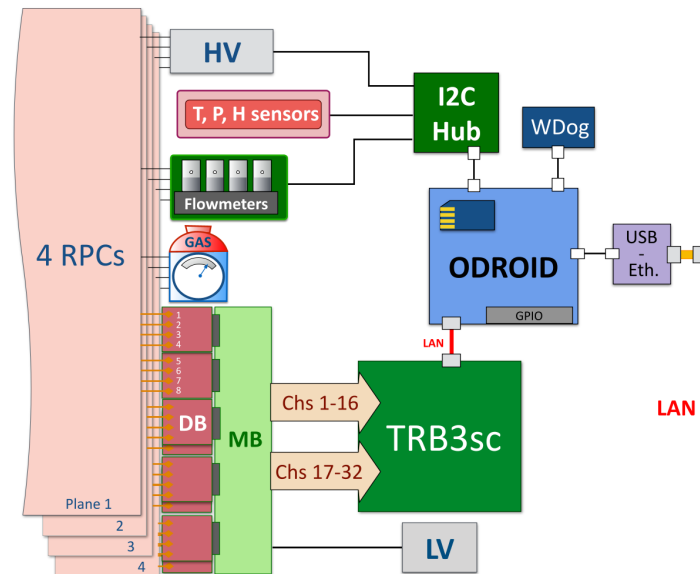 HV
I2C
Hub
T, P, H sensors
WDog
Flowmeters
4 RPCs
GAS
ODROID
USB
-
Eth.
GPIO
1
2
3
4
LAN
5
6
7
8
Chs 1-16
LAN
DB
MB
TRB3sc
Chs 17-32
Plane 1
2
3
4
LV